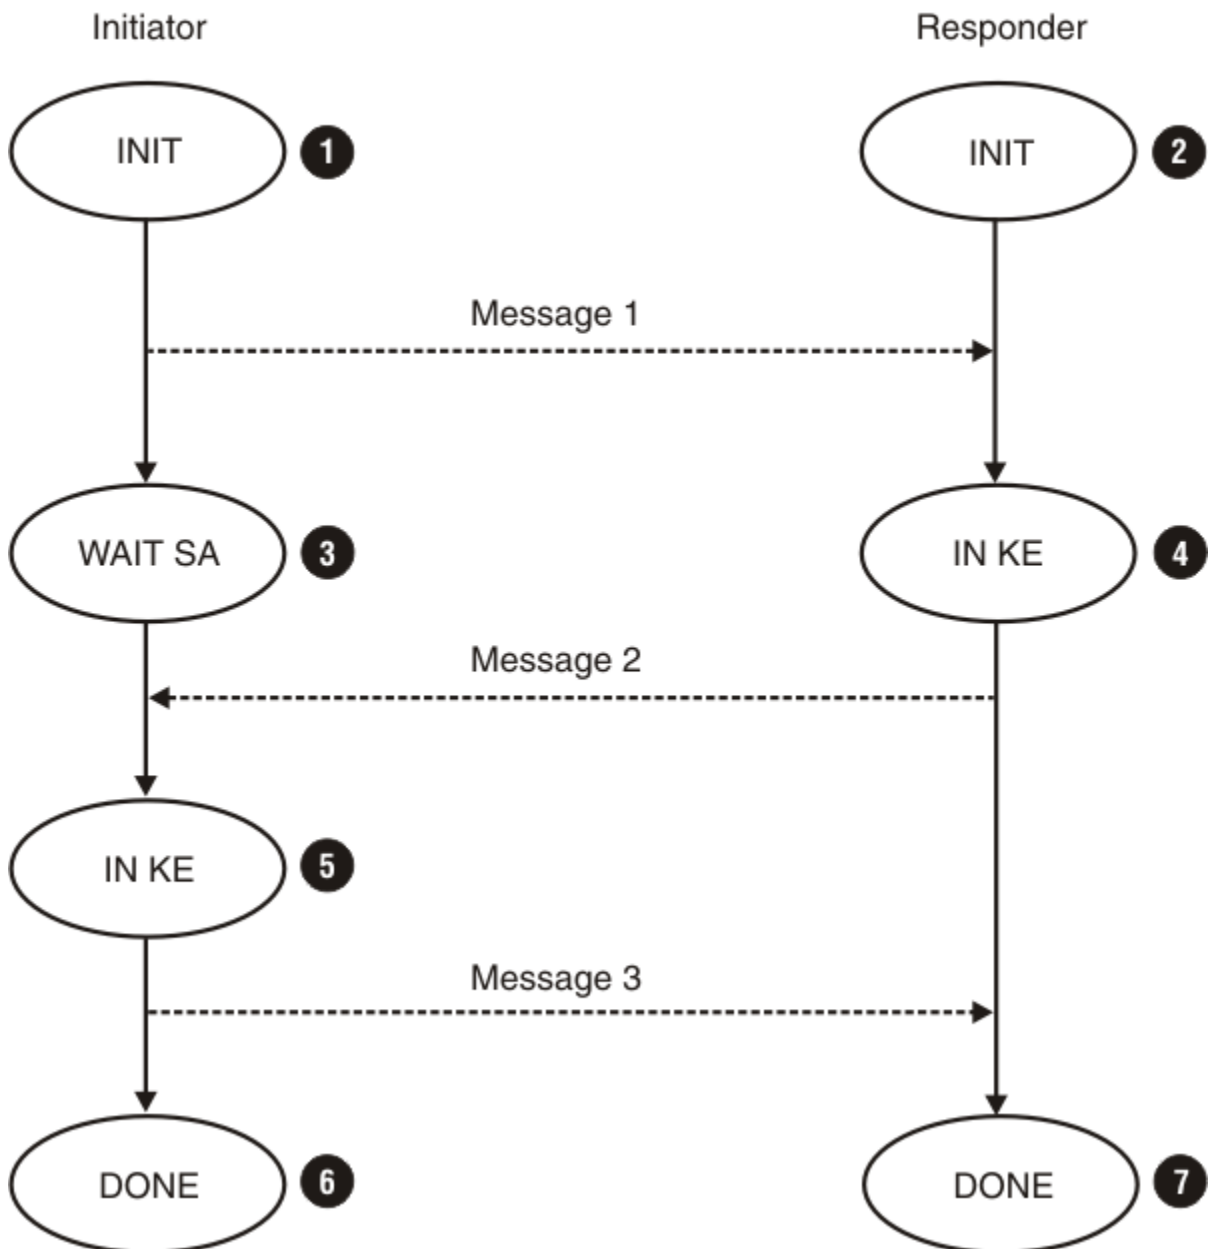 Initiator
Responder
INIT 1
INIT 2
Message 1
WAIT SA 3
IN KE 4
Message 2
IN KE 5
Message 3
DONE 6
DONE 7